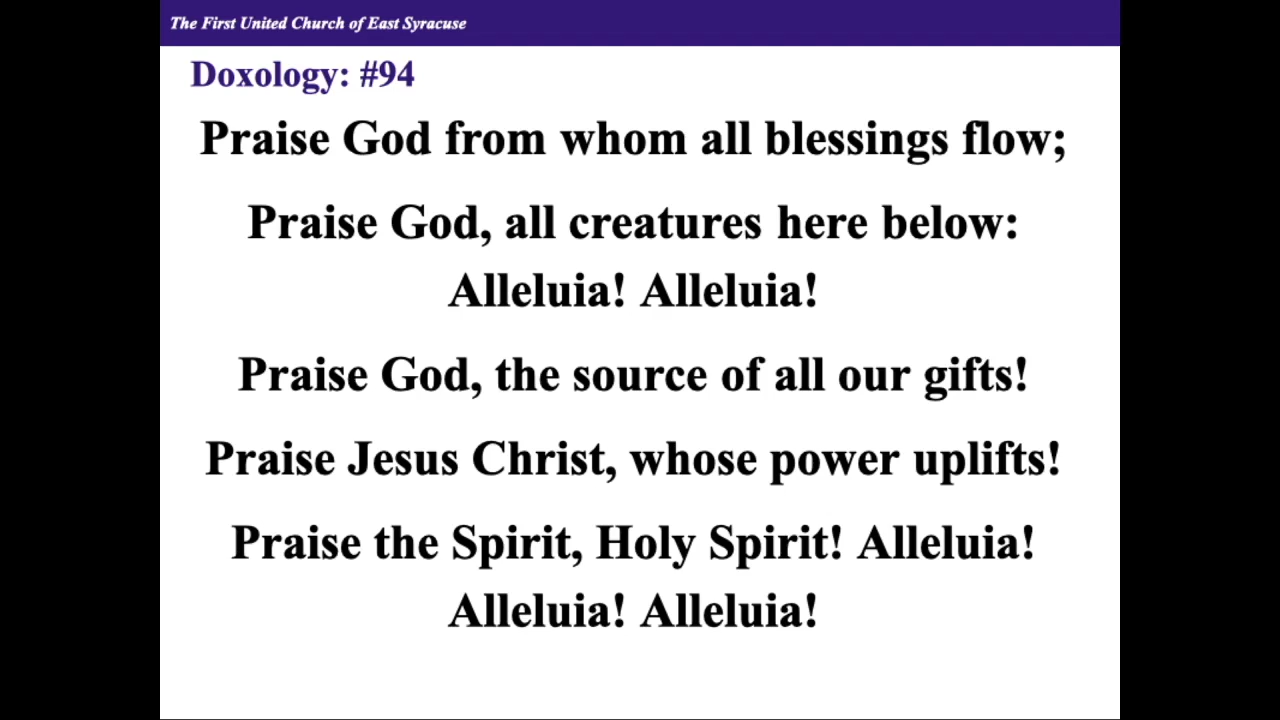 The First United Church of East Syracuse
Doxology: #94
Praise God from whom all blessings flow;
Praise God, all creatures here below:
Alleluia! Alleluia!
Praise God, the source of all our gifts!
Praise Jesus Christ, whose power uplifts!
Praise the Spirit, Holy Spirit! Alleluia!
Alleluia! Alleluia!